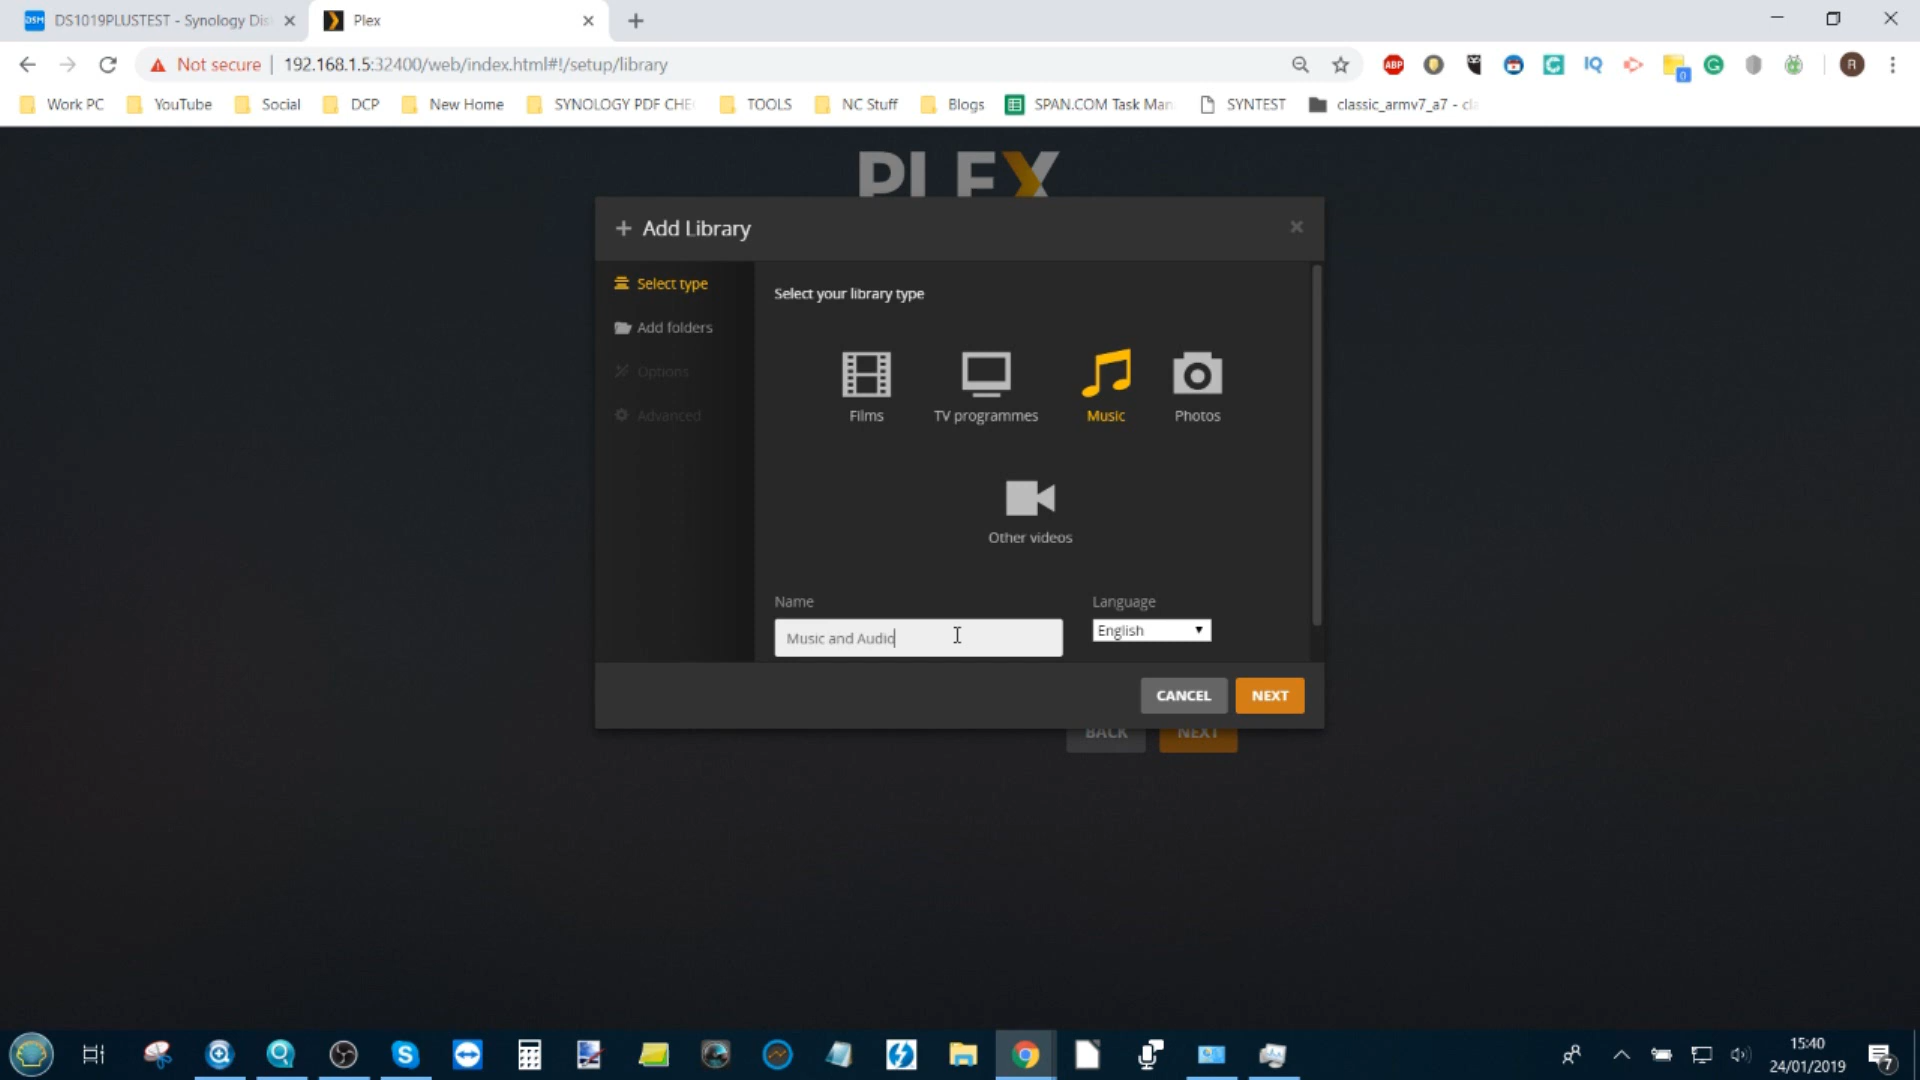 DS1019PLUSTEST - Synology Dis
Plex
Not secure
192.168.1.5:32400/web/index.html#!/setup/library
Work PC
YouTube
Social
DCP
New Home
SYNOLOGY PDF CHE
TOOLS
NC Stuff
Blogs
SPAN.COM Task Man
SYNTEST
classic_armv7_a7 - cla
PLEX
Add Library
Select type
Add folders
Options
Advanced
Select your library type
Films
TV programmes
Music
Photos
Other videos
Name
Language
Music and Audio
English
CANCEL
NEXT
BACK
NEXT
15:40
24/01/2019
7